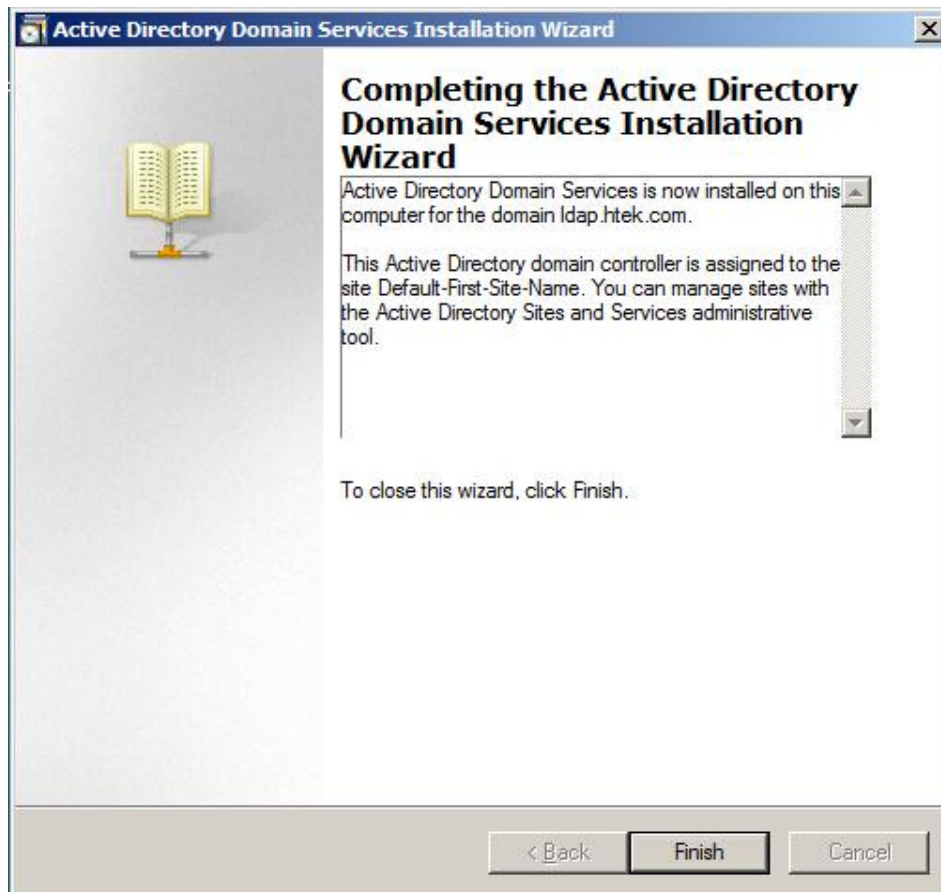 Active Directory Domain Services Installation Wizard
Completing the Active Directory
Domain Services Installation
Wizard
Active Directory Domain Services is now installed on this
computer for the domain ldap.htek.com.
This Active Directory domain controller is assigned to the
site Default-First-Site-Name. You can manage sites with
the Active Directory Sites and Services administrative
tool.
To close this wizard, click Finish.
< Back Finish Cancel